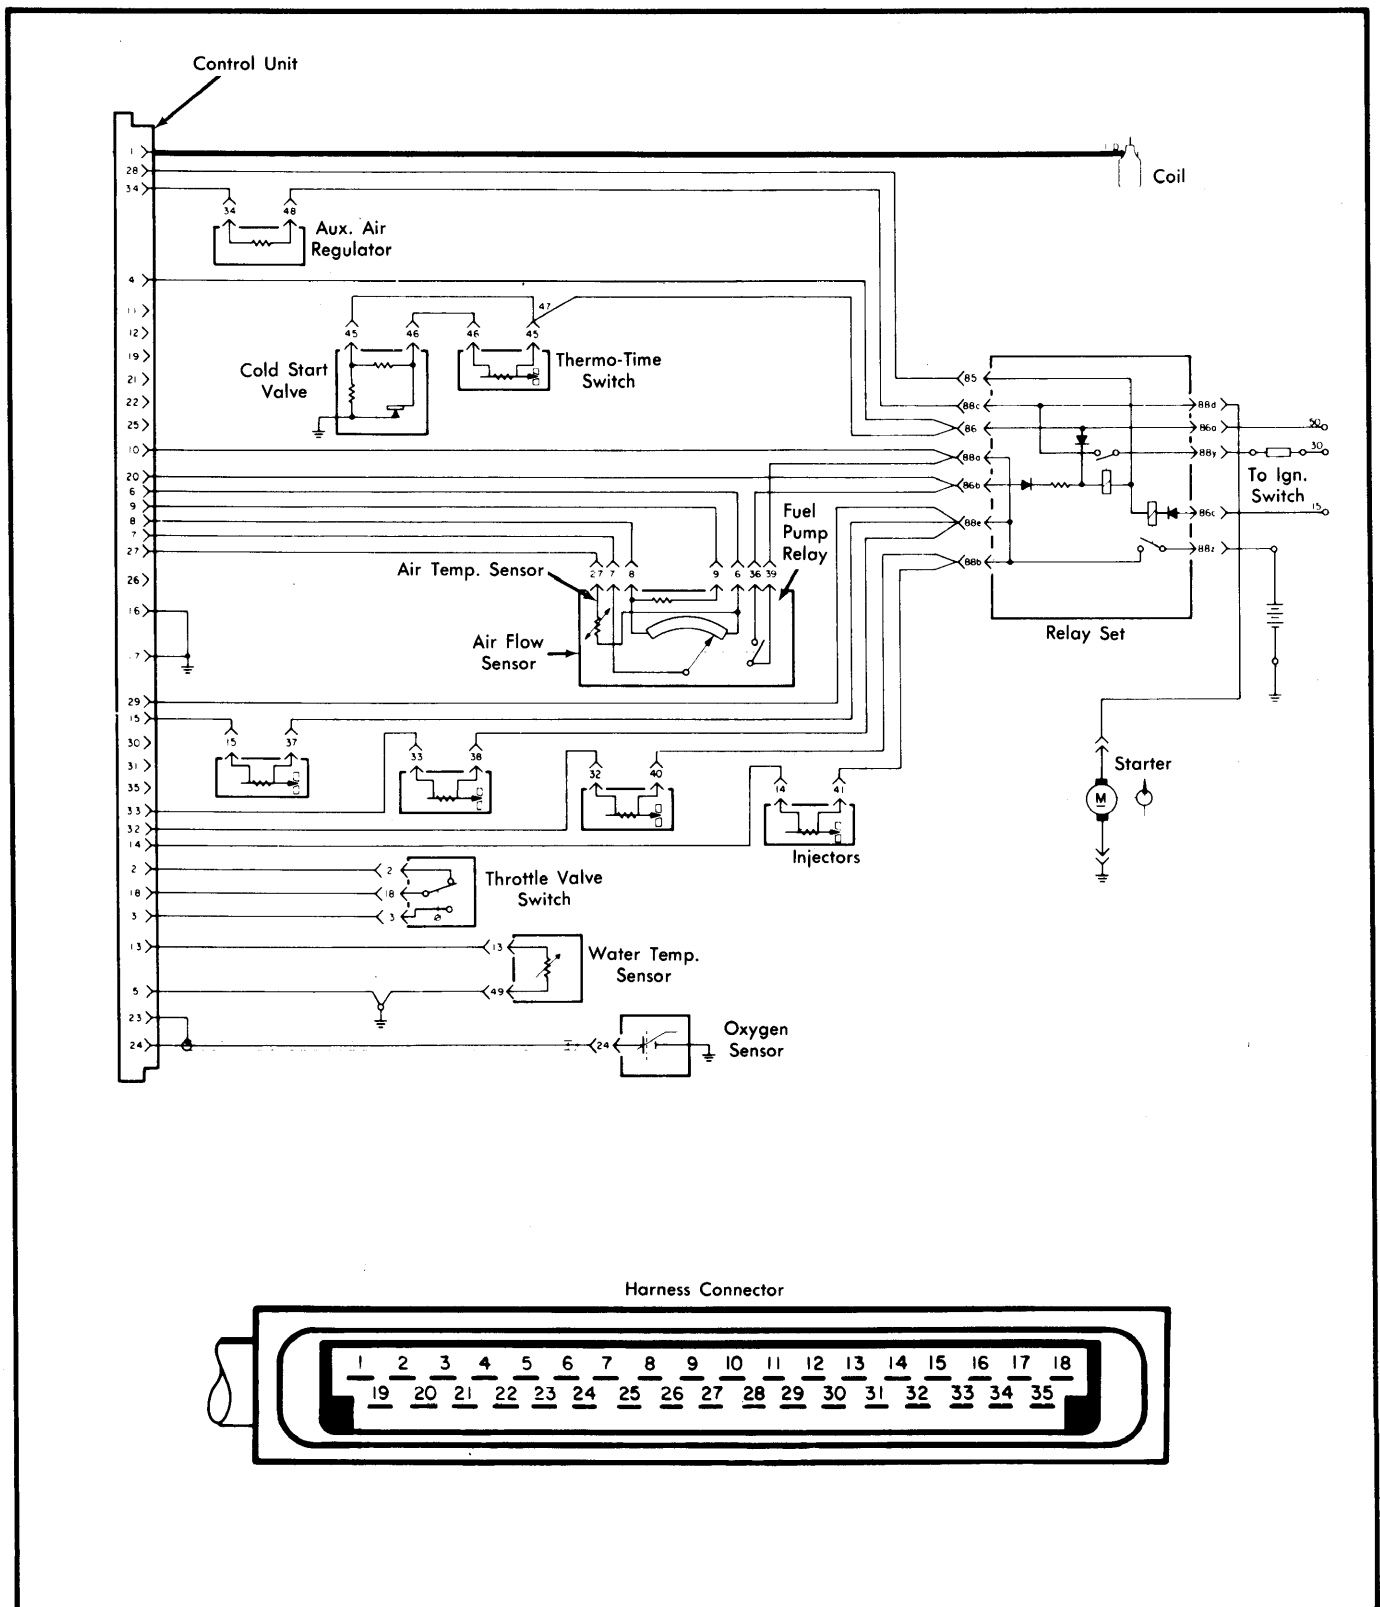 Control Unit
1
28
34
Coil
34 48
Aux. Air
Regulator
4
11
12
19
21
22
25
47
45 46 46 45
Cold Start
Valve
Thermo-Time
Switch
85
88c 88d
86 86a 50
88a 88y 30
86b
To Ign.
Switch
86c 15
88e
88z
88b
Relay Set
10
20
6
9
8
7
27
26
16
17
Fuel
Pump
Relay
Air Temp. Sensor
27 7 8 9 6 36 39
Air Flow
Sensor
29
15
30
31
35
33
32
14
15 37
33 38
32 40
14 41
Injectors
Starter
M
2 2
18 18
3 3
Throttle Valve
Switch
13 13
5 49
Water Temp.
Sensor
23
24 24
Oxygen
Sensor
Harness Connector
1 2 3 4 5 6 7 8 9 10 11 12 13 14 15 16 17 18
19 20 21 22 23 24 25 26 27 28 29 30 31 32 33 34 35